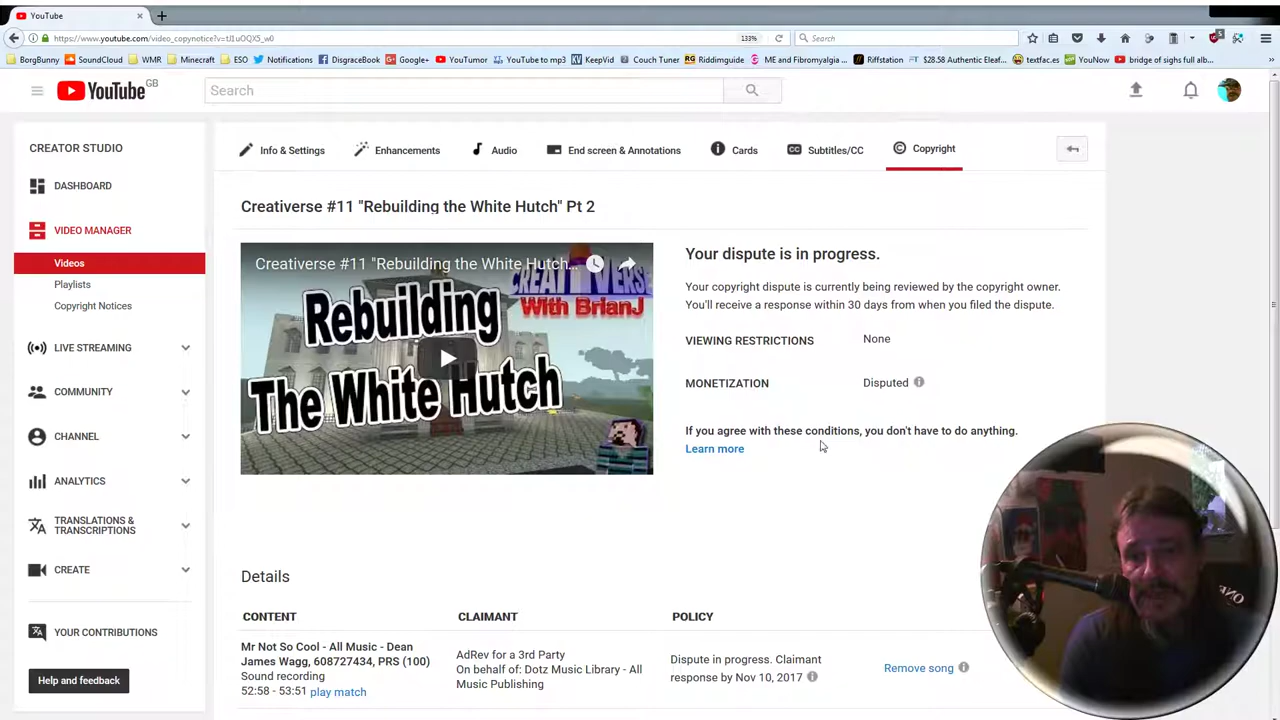 YouTube
https://www.youtube.com/video_copynotice?v=tJ1uOQX5_w0
133%
Search
BorgBunny
SoundCloud
WMR
Minecraft
ESO
Notifications
DisgraceBook
Google+
YouTumor
YouTube to mp3
KeepVid
Couch Tuner
Riddimguide
ME and Fibromyalgia ...
Riffstation
$28.58 Authentic Eleaf...
textfac.es
YouNow
bridge of sighs full alb...
YouTube GB
Search
CREATOR STUDIO
DASHBOARD
VIDEO MANAGER
Videos
Playlists
Copyright Notices
LIVE STREAMING
COMMUNITY
CHANNEL
ANALYTICS
TRANSLATIONS &
TRANSCRIPTIONS
CREATE
YOUR CONTRIBUTIONS
Help and feedback
Info & Settings
Enhancements
Audio
End screen & Annotations
Cards
CC Subtitles/CC
Copyright
Creativerse #11 "Rebuilding the White Hutch" Pt 2
Creativerse #11 "Rebuilding the White Hutch...
CREATIVERSE
With BrianJ
Rebuilding
The White Hutch
Your dispute is in progress.
Your copyright dispute is currently being reviewed by the copyright owner.
You'll receive a response within 30 days from when you filed the dispute.
VIEWING RESTRICTIONS None
MONETIZATION Disputed
If you agree with these conditions, you don't have to do anything.
Learn more
Details
CONTENT
Mr Not So Cool - All Music - Dean
James Wagg, 608727434, PRS (100)
Sound recording
52:58 - 53:51 play match
CLAIMANT
AdRev for a 3rd Party
On behalf of: Dotz Music Library - All
Music Publishing
POLICY
Dispute in progress. Claimant
response by Nov 10, 2017
Remove song